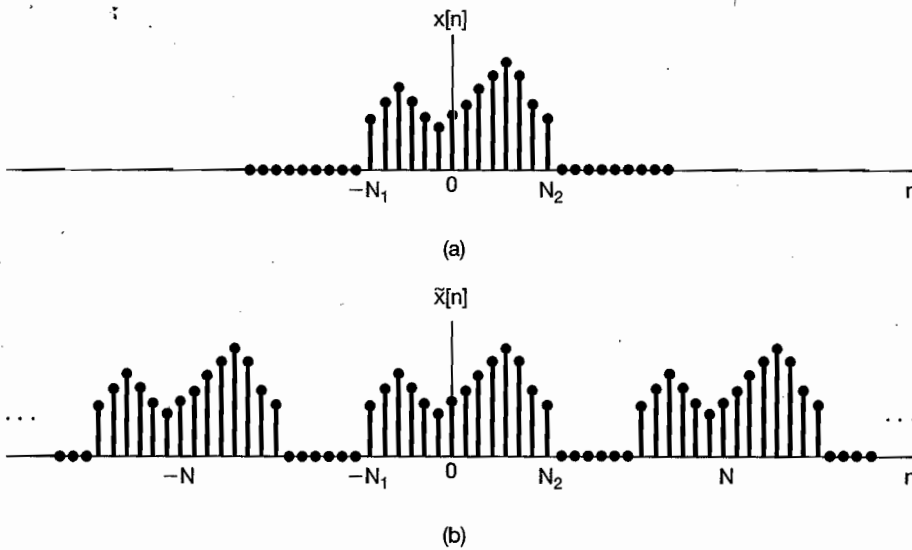 x[n]
−N₁ 0 N₂ n
(a)
x̃[n]
... ...
−N −N₁ 0 N₂ N n
(b)